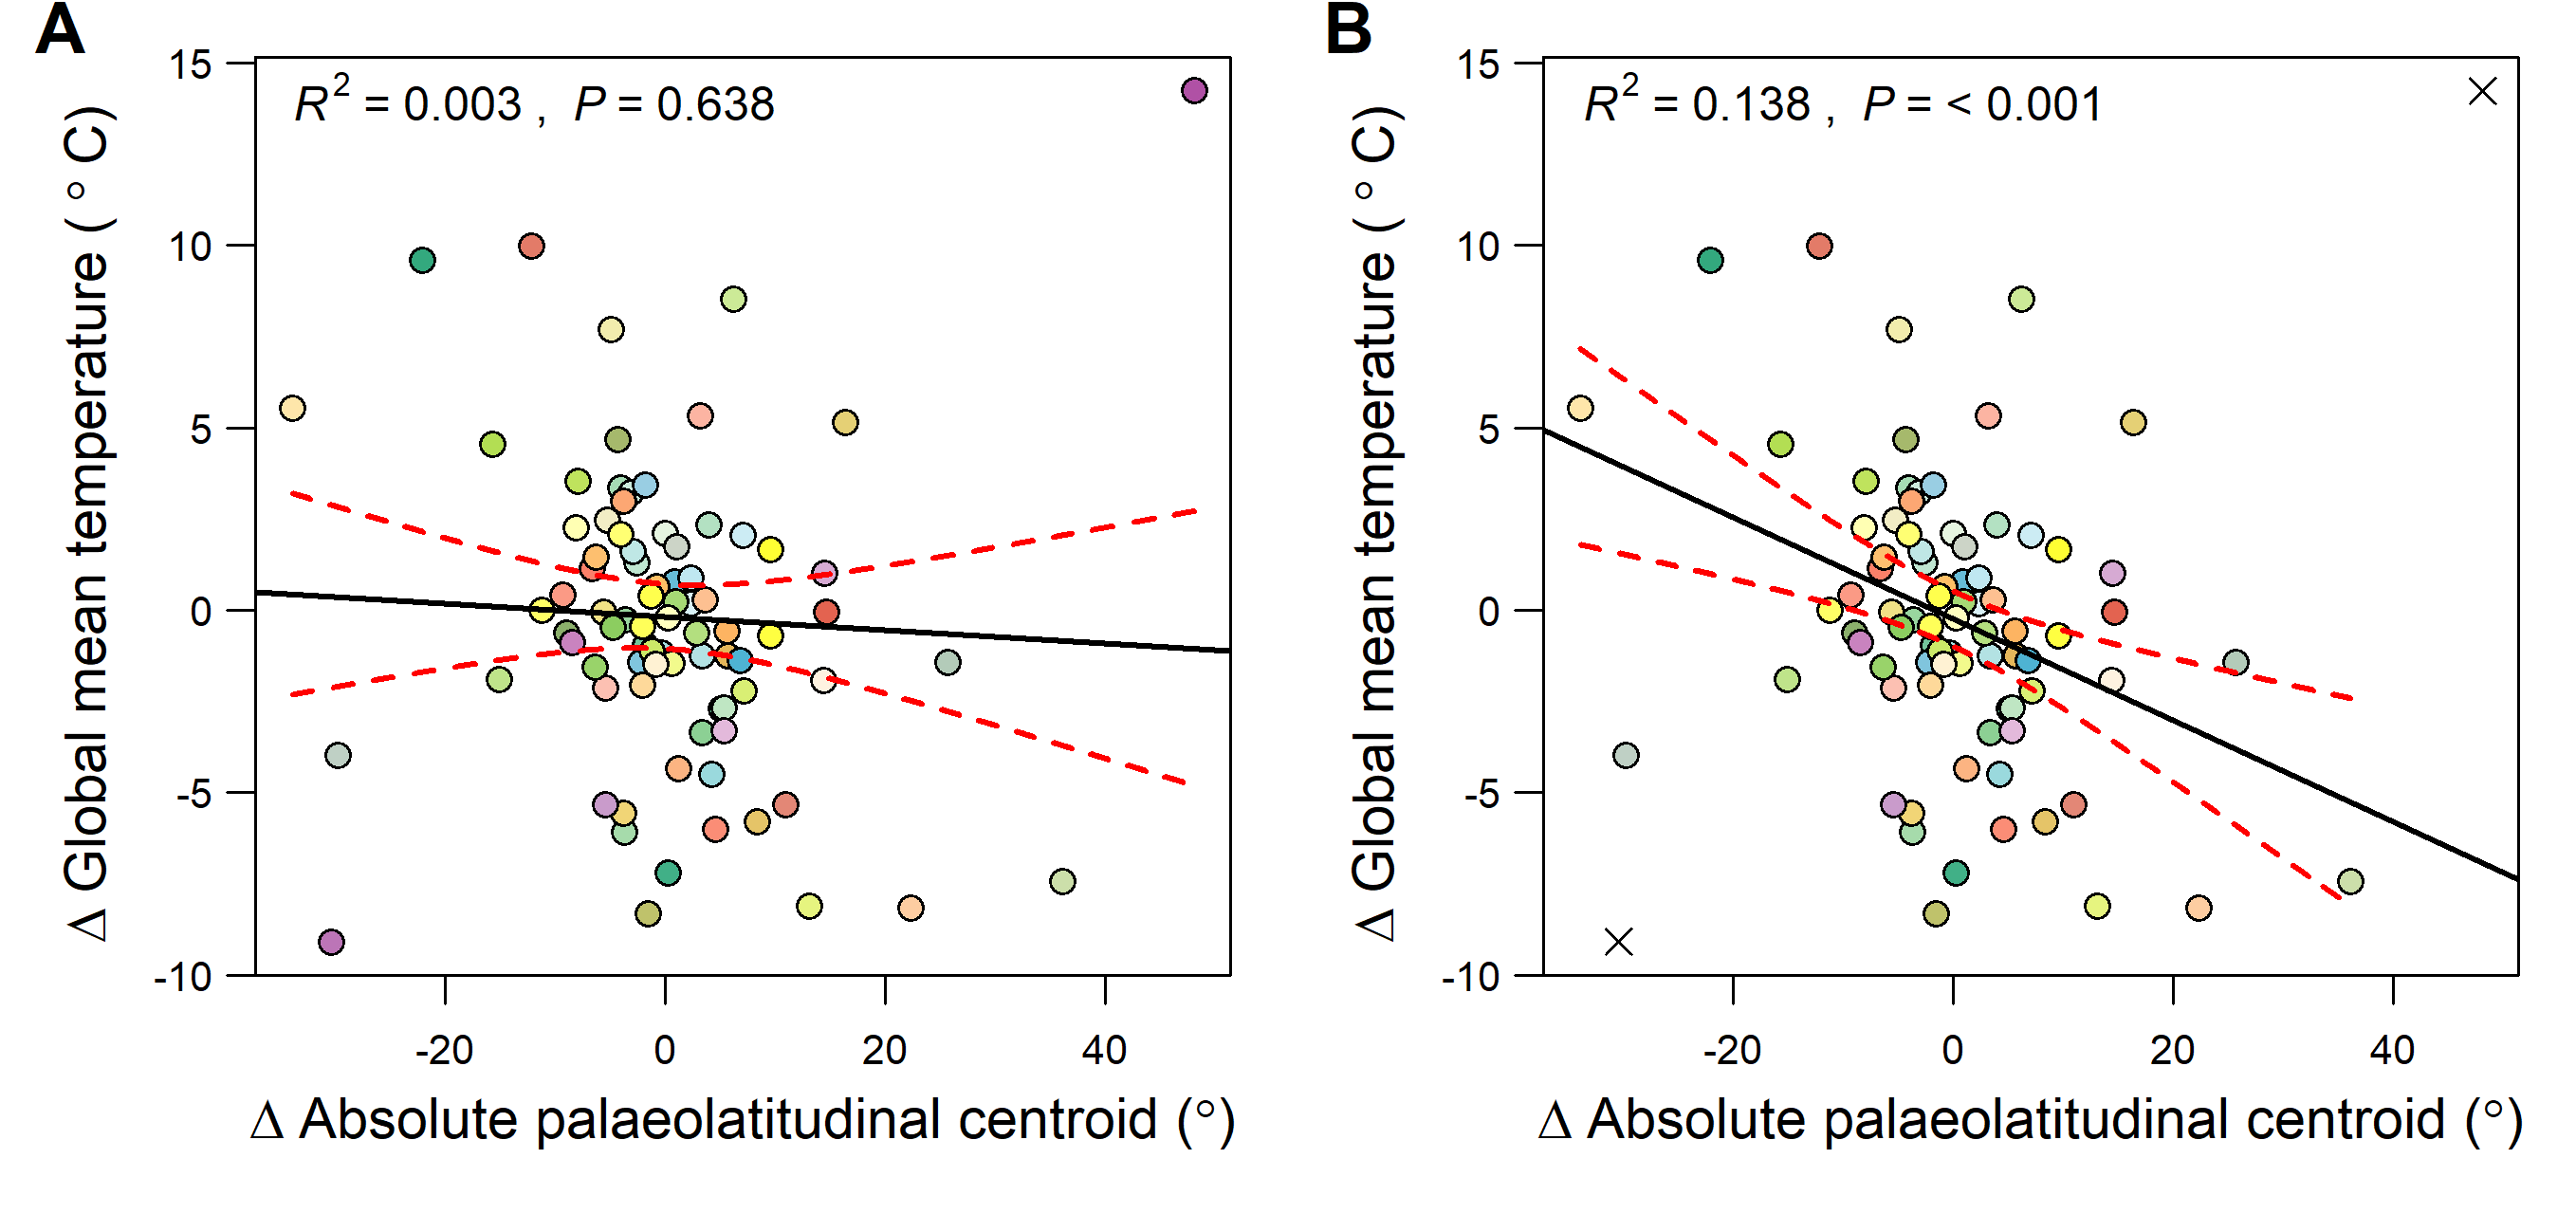 A
R² = 0.003 , P = 0.638
15
10
5
0
-5
-10
-20 0 20 40
Δ Global mean temperature ( ° C)
Δ Absolute palaeolatitudinal centroid (°)
B
R² = 0.138 , P = < 0.001
15
10
5
0
-5
-10
-20 0 20 40
Δ Global mean temperature ( ° C)
Δ Absolute palaeolatitudinal centroid (°)